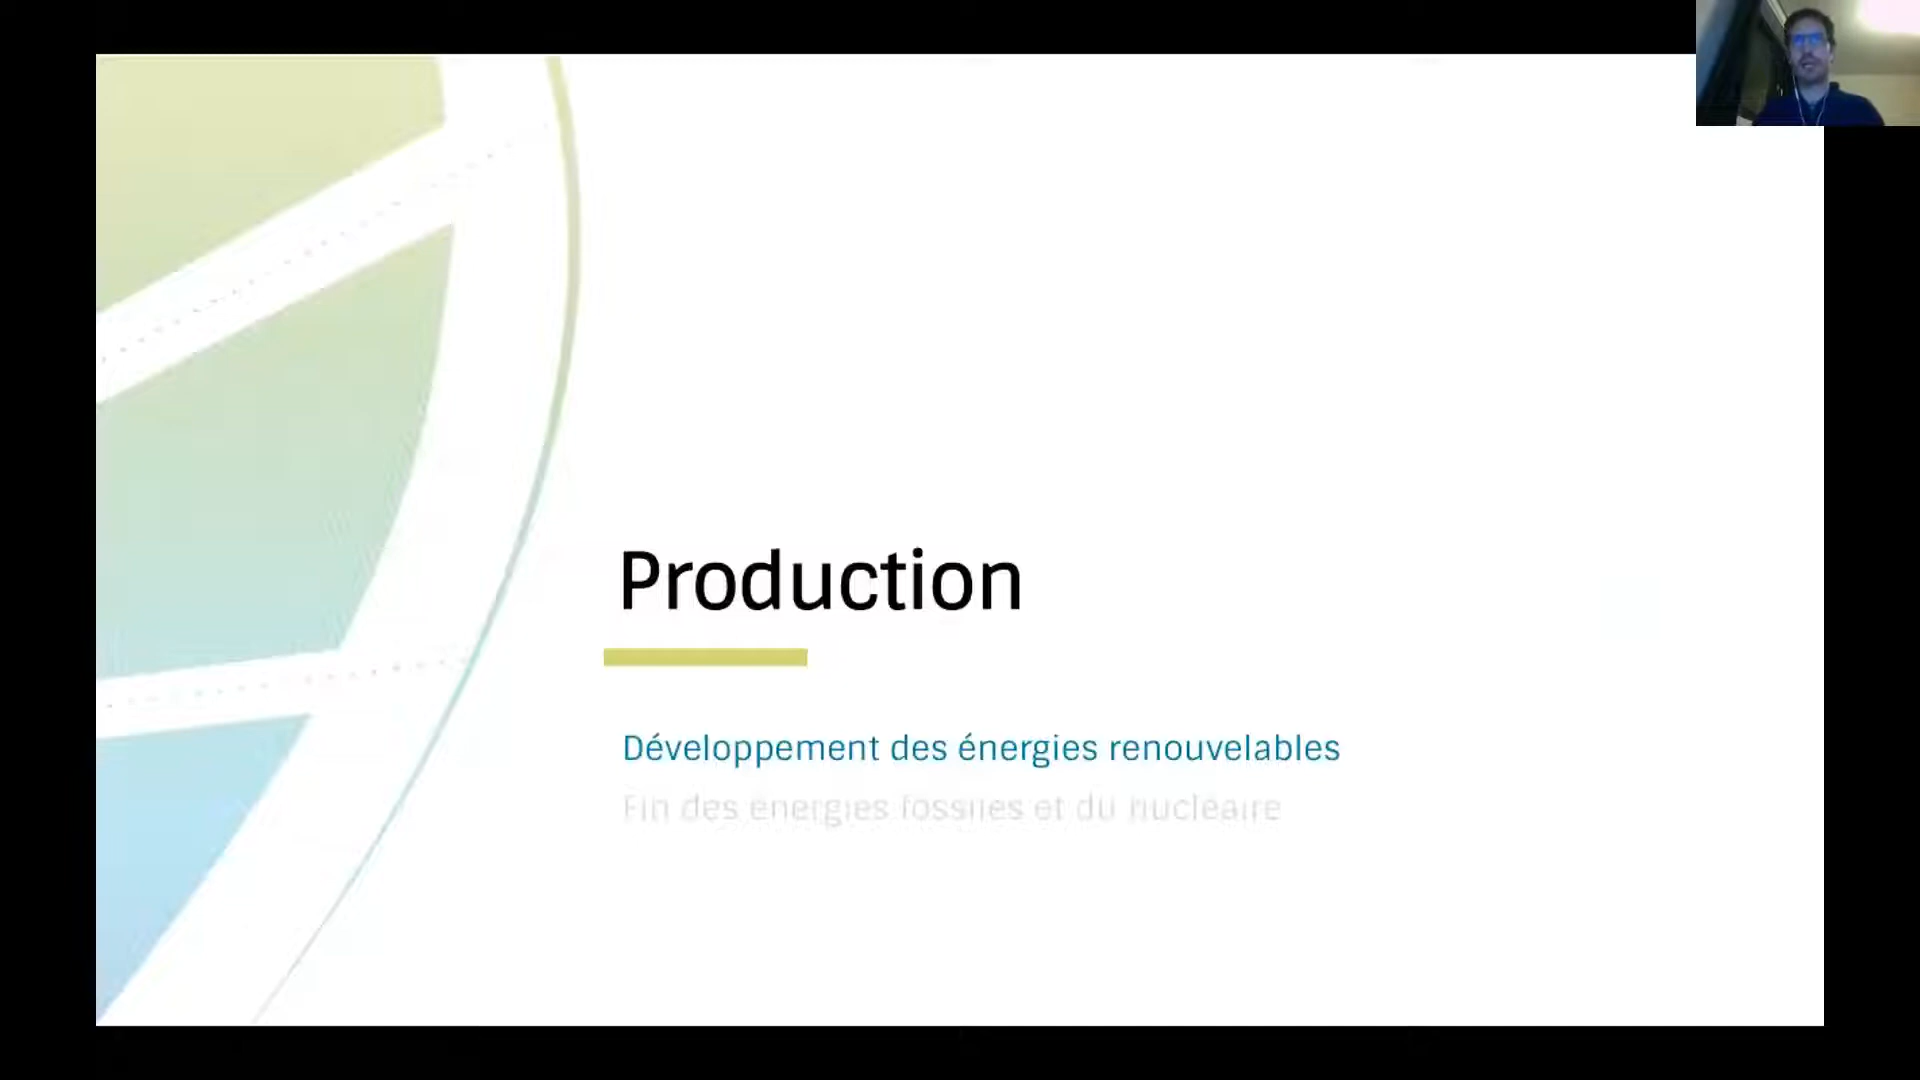 Production
Développement des énergies renouvelables
Fin des énergies fossiles et du nucléaire